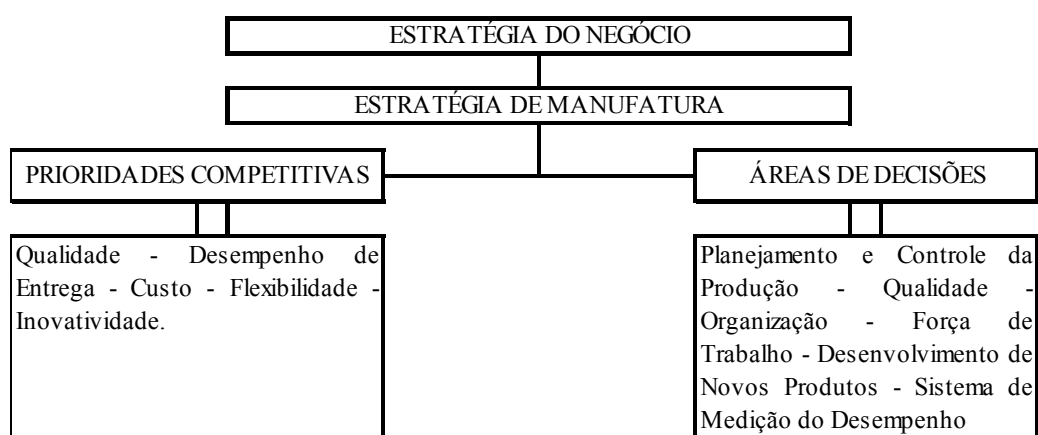 ESTRATÉGIA DO NEGÓCIO
ESTRATÉGIA DE MANUFATURA
PRIORIDADES COMPETITIVAS
Qualidade - Desempenho de
Entrega - Custo - Flexibilidade -
Inovatividade.
ÁREAS DE DECISÕES
Planejamento e Controle da
Produção - Qualidade -
Organização - Força de
Trabalho - Desenvolvimento de
Novos Produtos - Sistema de
Medição do Desempenho